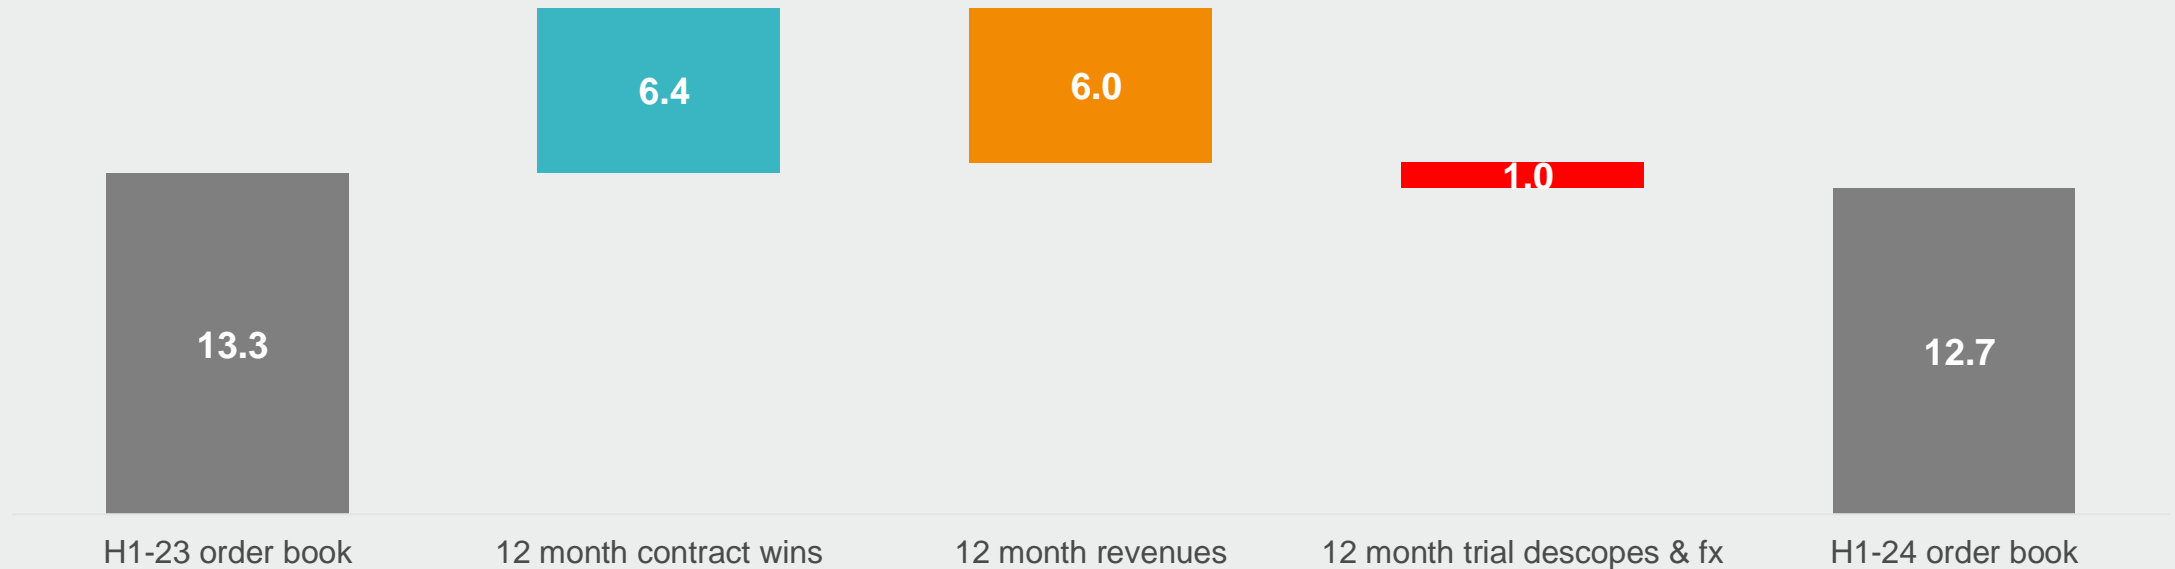 6.4
6.0
1.0
13.3
12.7
H1-23 order book
12 month contract wins
12 month revenues
12 month trial descopes & fx
H1-24 order book